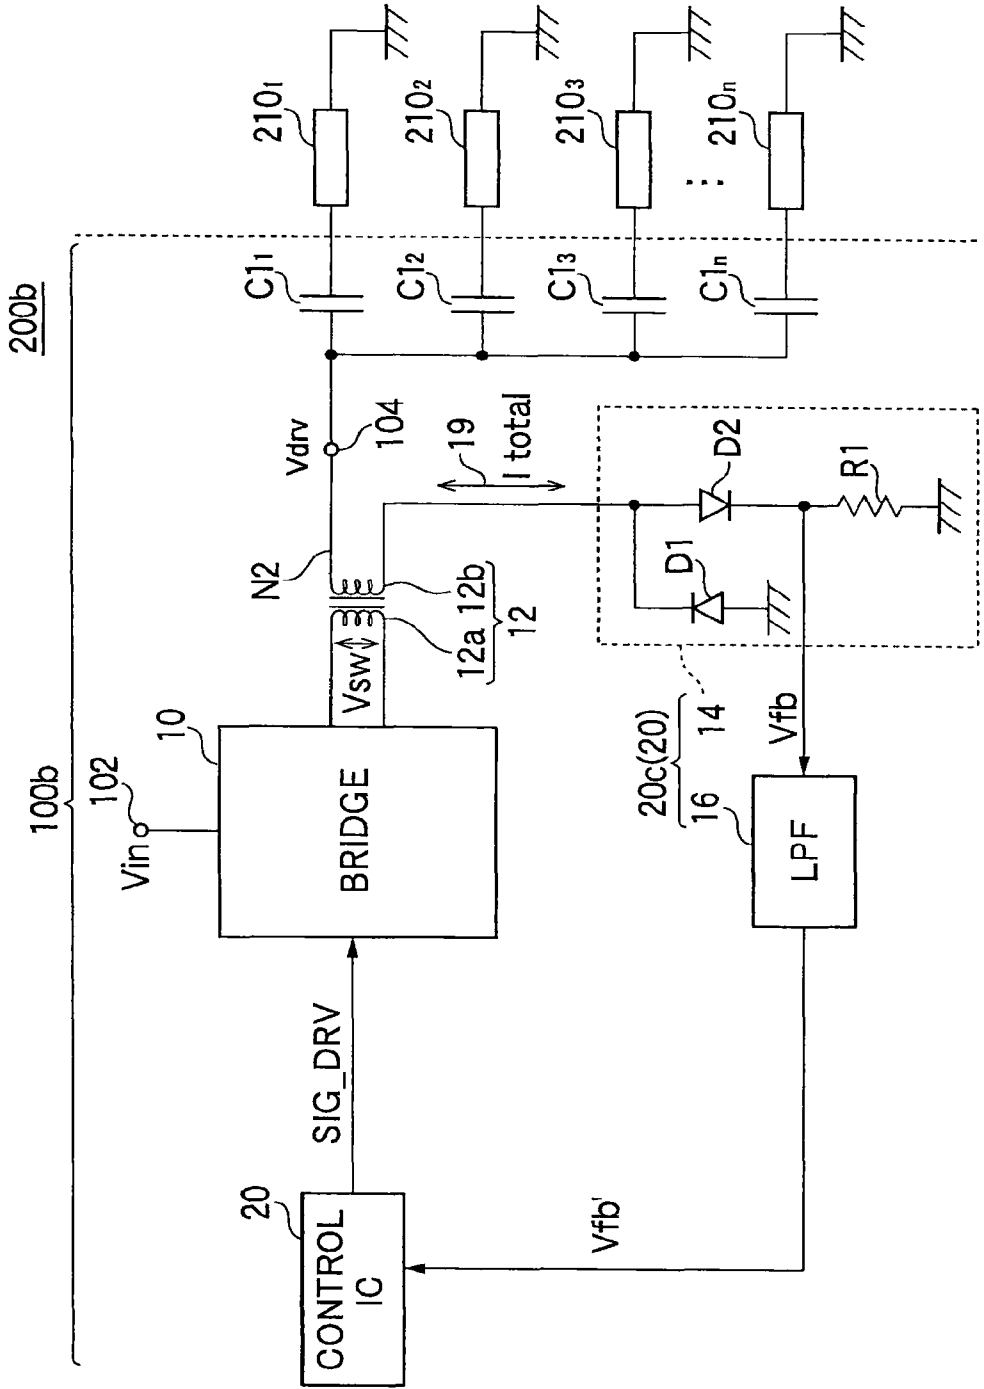 200b
100b
102
Vin
10
BRIDGE
Vsw
12a 12b
12
N2
Vdrv
104
19
I total
C1₁
C1₂
C1₃
C1ₙ
210₁
210₂
210₃
...
210ₙ
SIG_DRV
20
CONTROL
IC
Vfb'
LPF
16
14
20c(20)
Vfb
D1
D2
R1